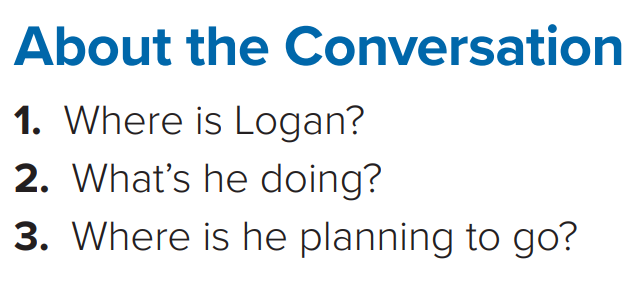 About the Conversation
1. Where is Logan?
2. What’s he doing?
3. Where is he planning to go?